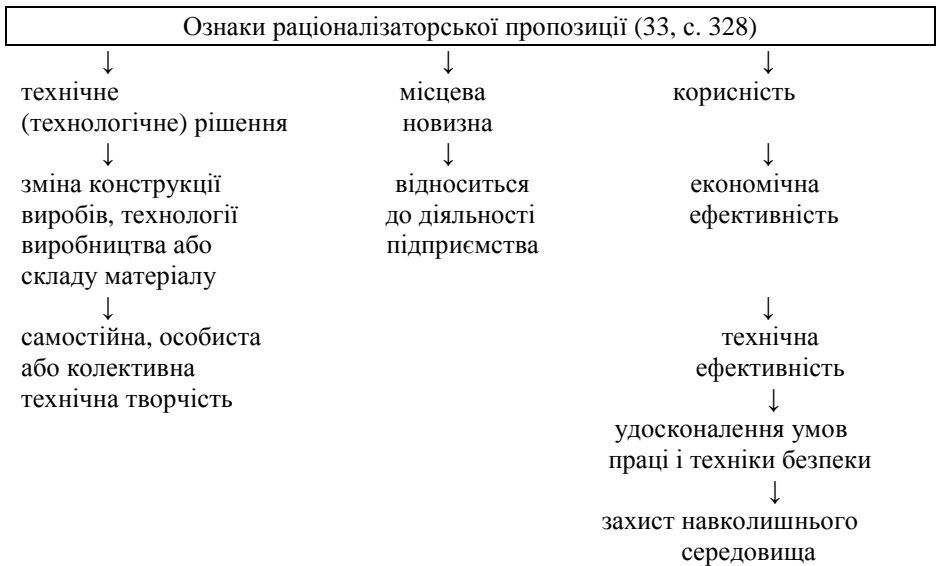 Ознаки раціоналізаторської пропозиції (33, с. 328)
↓ ↓ ↓
технічне місцева корисність
(технологічне) рішення новизна
↓ ↓ ↓
зміна конструкції відноситься економічна
виробів, технології до діяльності ефективність
виробництва або підприємства
складу матеріалу
↓ ↓
самостійна, особиста технічна
або колективна ефективність
технічна творчість ↓
удосконалення умов
праці і техніки безпеки
↓
захист навколишнього
середовища